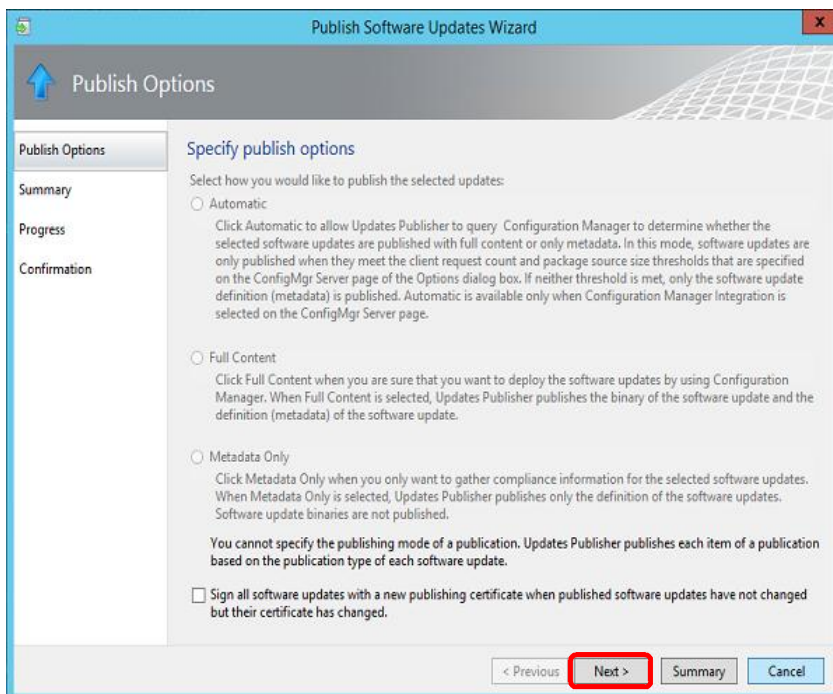 Publish Software Updates Wizard
x
Publish Options
Publish Options
Summary
Progress
Confirmation
Specify publish options
Select how you would like to publish the selected updates:
Automatic
Click Automatic to allow Updates Publisher to query Configuration Manager to determine whether the
selected software updates are published with full content or only metadata. In this mode, software updates are
only published when they meet the client request count and package source size thresholds that are specified
on the ConfigMgr Server page of the Options dialog box. If neither threshold is met, only the software update
definition (metadata) is published. Automatic is available only when Configuration Manager Integration is
selected on the ConfigMgr Server page.
Full Content
Click Full Content when you are sure that you want to deploy the software updates by using Configuration
Manager. When Full Content is selected, Updates Publisher publishes the binary of the software update and the
definition (metadata) of the software update.
Metadata Only
Click Metadata Only when you only want to gather compliance information for the selected software updates.
When Metadata Only is selected, Updates Publisher publishes only the definition of the software updates.
Software update binaries are not published.
You cannot specify the publishing mode of a publication. Updates Publisher publishes each item of a publication
based on the publication type of each software update.
Sign all software updates with a new publishing certificate when published software updates have not changed
but their certificate has changed.
< Previous Next > Summary Cancel